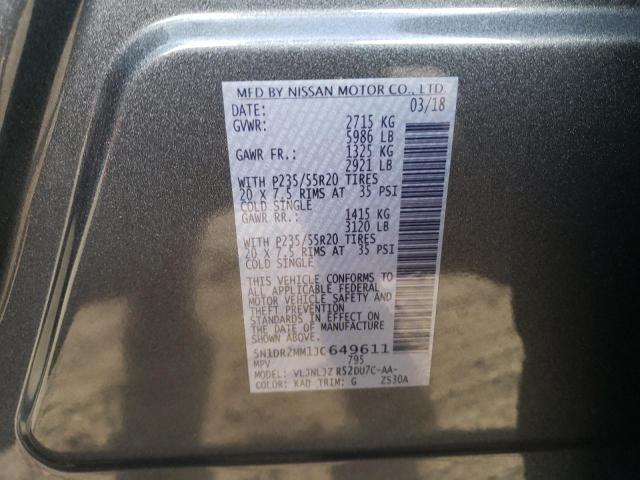 MFD BY NISSAN MOTOR CO., LTD.
DATE: 03/18
GVWR: 2715 KG
5986 LB
GAWR FR.: 1325 KG
2921 LB
WITH P235/55R20 TIRES
20 X 7.5 RIMS AT 35 PSI
COLD SINGLE
GAWR RR.: 1415 KG
3120 LB
WITH P235/55R20 TIRES
20 X 7.5 RIMS AT 35 PSI
COLD SINGLE
THIS VEHICLE CONFORMS TO
ALL APPLICABLE FEDERAL
MOTOR VEHICLE SAFETY AND
THEFT PREVENTION
STANDARDS IN EFFECT ON
THE DATE OF MANUFACTURE
SHOWN ABOVE.
5N1DR2MM1JC649611
MPV 795
MODEL: VLJNLJZ R52DU7C-AA-
COLOR: KAD TRIM: G ZS30A